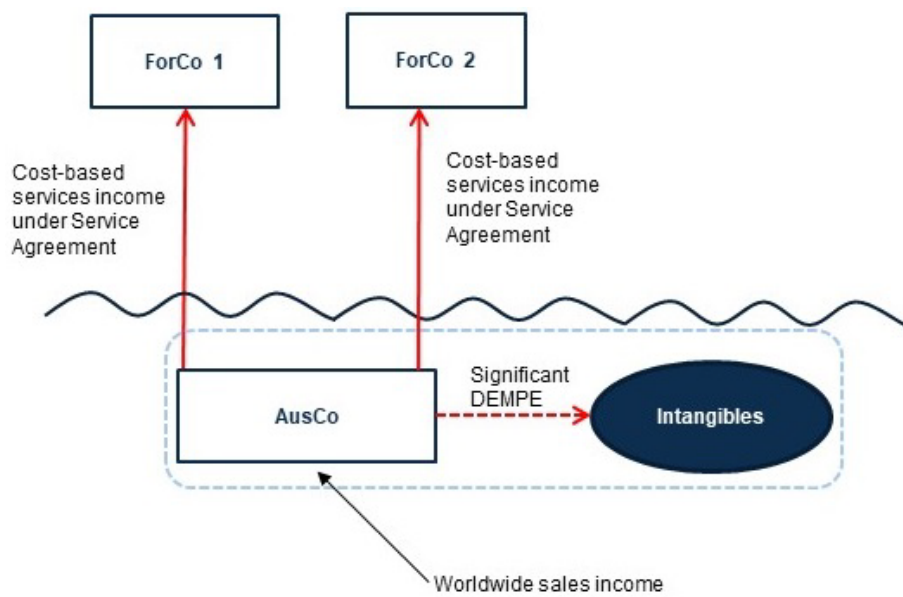 ForCo 1
ForCo 2
Cost-based
services income
under Service
Agreement
Cost-based
services income
under Service
Agreement
AusCo
Significant
DEMPE
Intangibles
Worldwide sales income